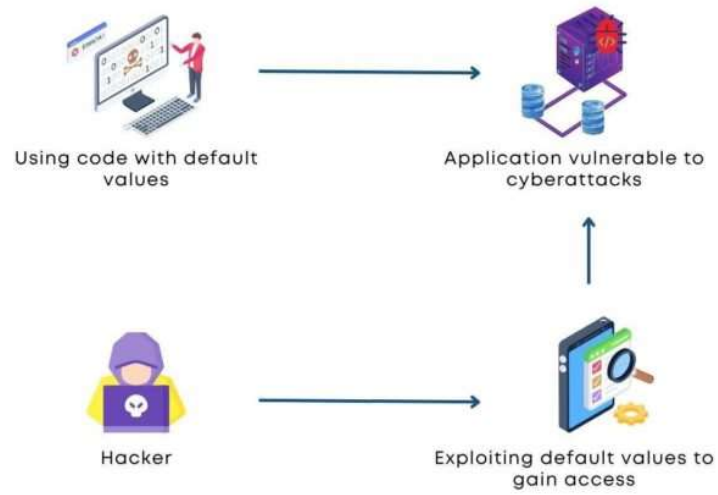 Using code with default
values
Application vulnerable to
cyberattacks
Hacker
Exploiting default values to
gain access